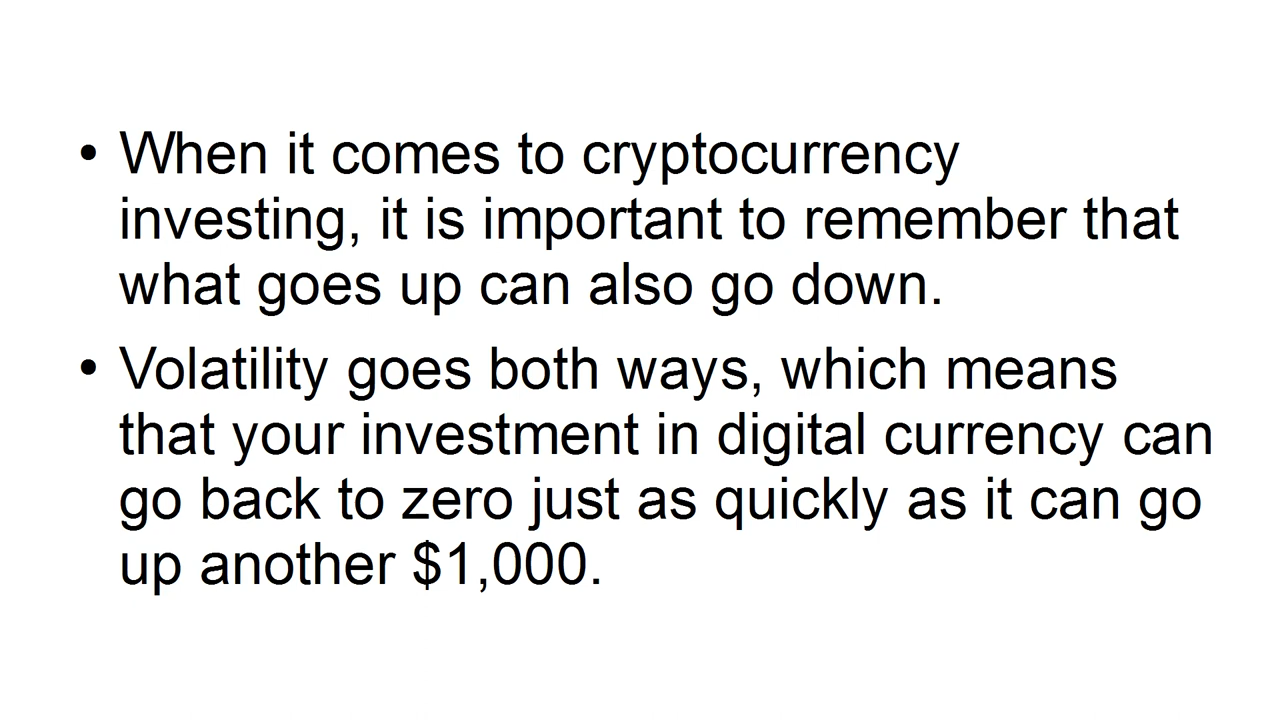 • When it comes to cryptocurrency
investing, it is important to remember that
what goes up can also go down.
• Volatility goes both ways, which means
that your investment in digital currency can
go back to zero just as quickly as it can go
up another $1,000.